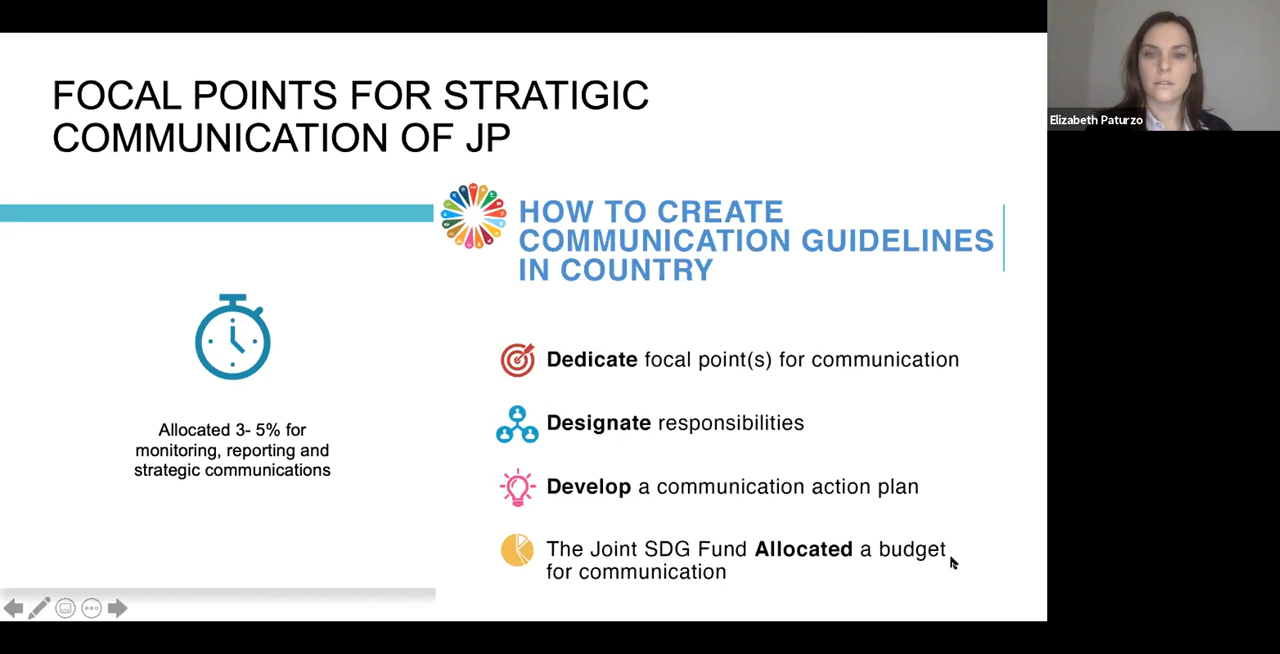 FOCAL POINTS FOR STRATIGIC
COMMUNICATION OF JP
Elizabeth Paturzo
HOW TO CREATE
COMMUNICATION GUIDELINES
IN COUNTRY
Allocated 3- 5% for
monitoring, reporting and
strategic communications
Dedicate focal point(s) for communication
Designate responsibilities
Develop a communication action plan
The Joint SDG Fund Allocated a budget
for communication